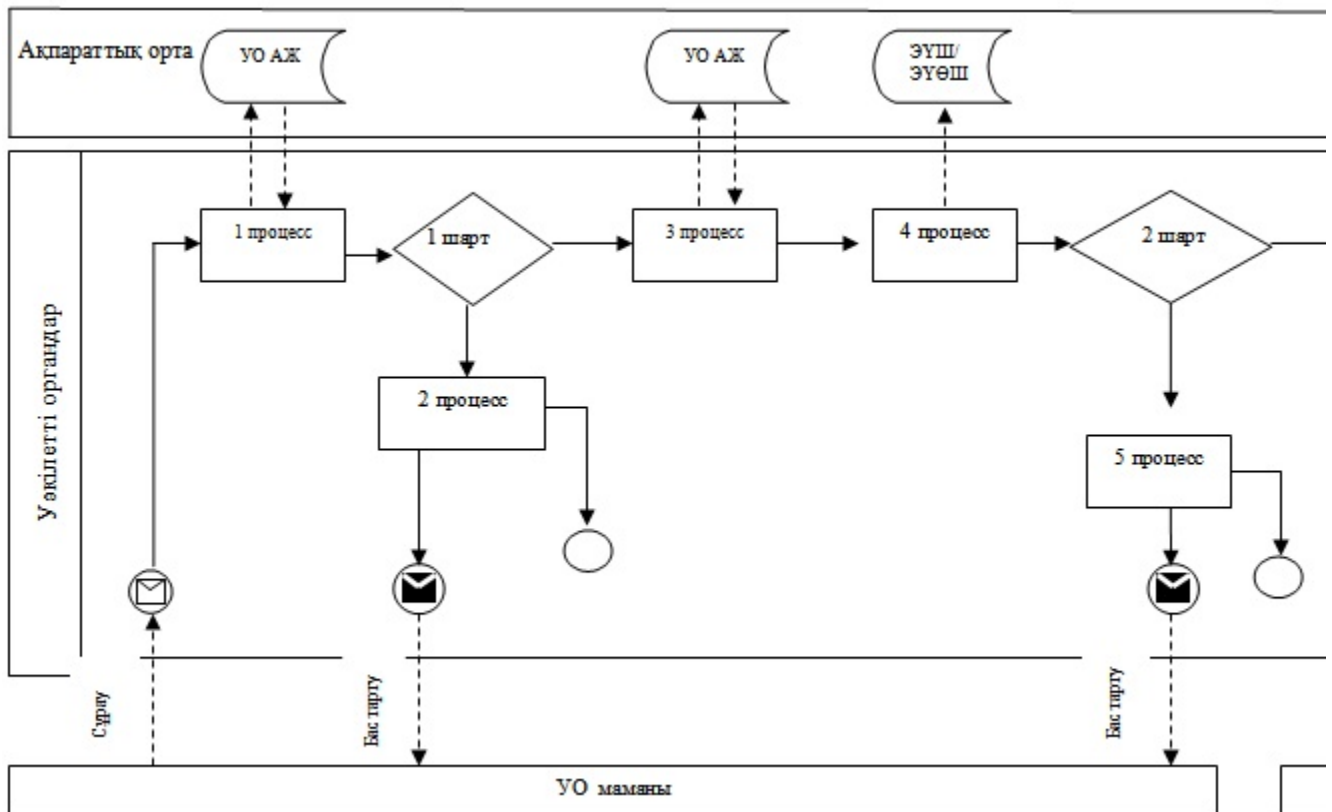 Ақпараттық орта
УО АЖ
УО АЖ
ЭҮШ/
ЭҮӨШ
Уәкілетті органдар
1 процесс
1 шарт
3 процесс
4 процесс
2 шарт
2 процесс
5 процесс
Сұрау
Бас тарту
Бас тарту
УО маманы